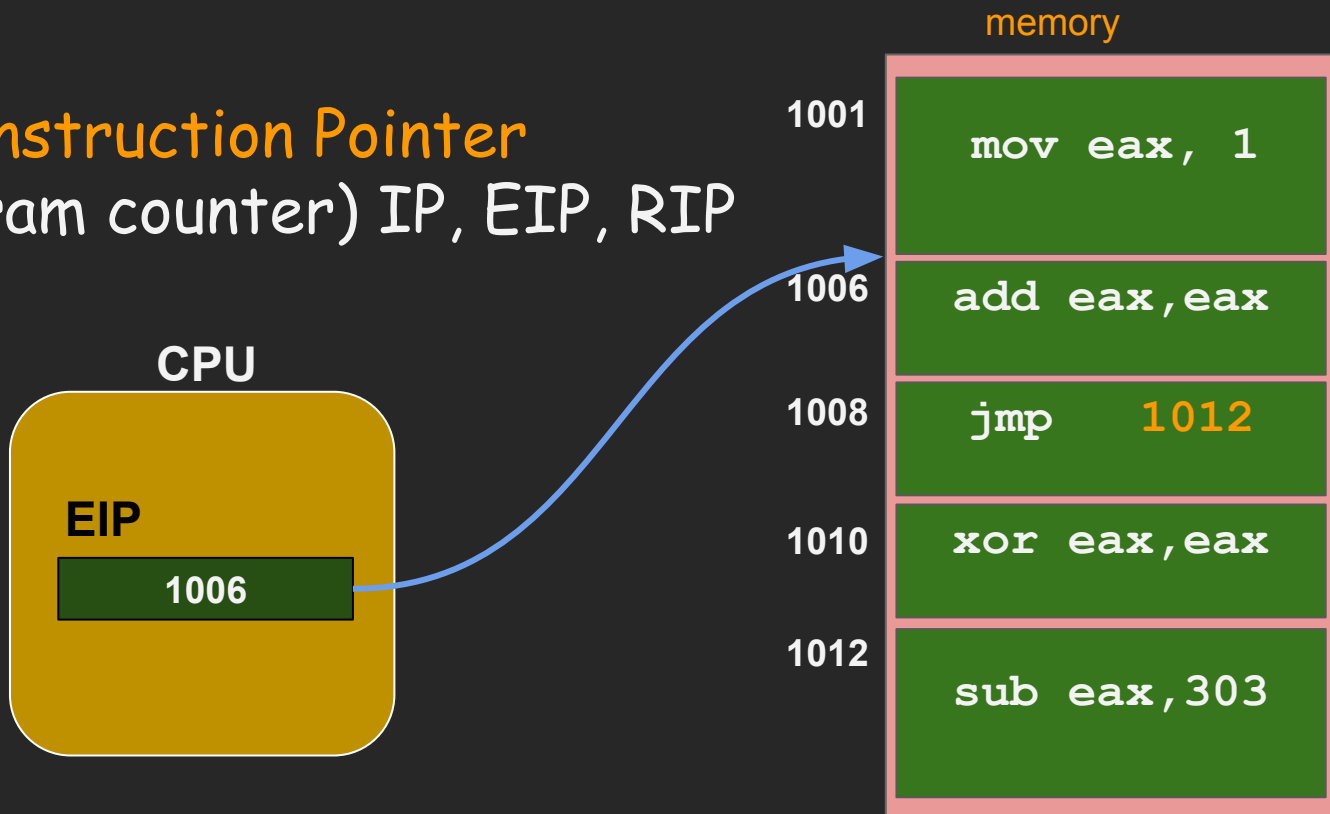 nstruction Pointer
ram counter) IP, EIP, RIP
CPU
EIP
1006
memory
1001
mov eax, 1
1006
add eax,eax
1008
jmp 1012
1010
xor eax,eax
1012
sub eax,303